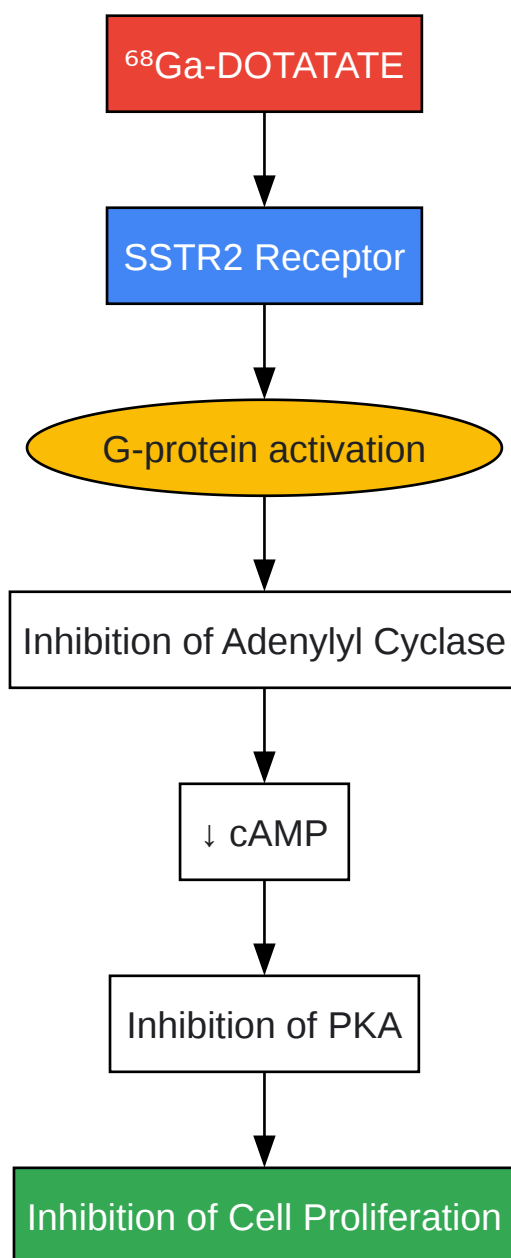 ⁶⁸Ga-DOTATATE
SSTR2 Receptor
G-protein activation
Inhibition of Adenylyl Cyclase
↓ cAMP
Inhibition of PKA
Inhibition of Cell Proliferation